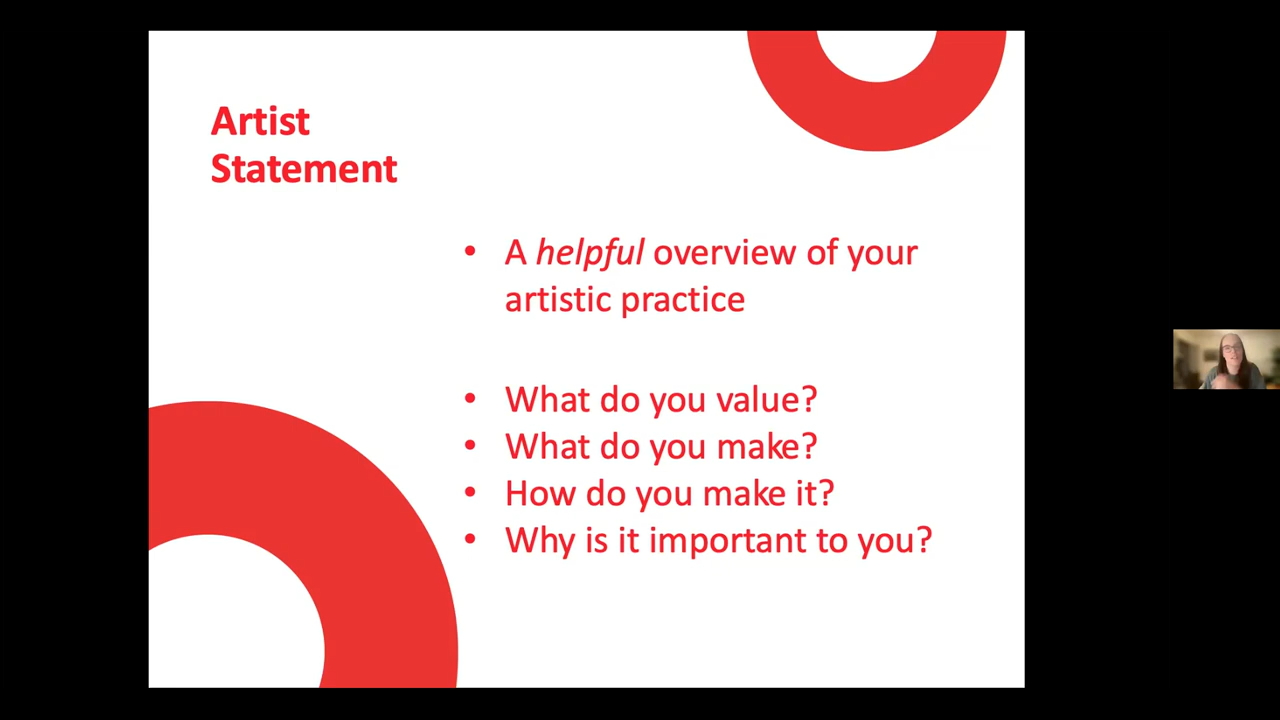 Artist
Statement
• A helpful overview of your
artistic practice
• What do you value?
• What do you make?
• How do you make it?
• Why is it important to you?